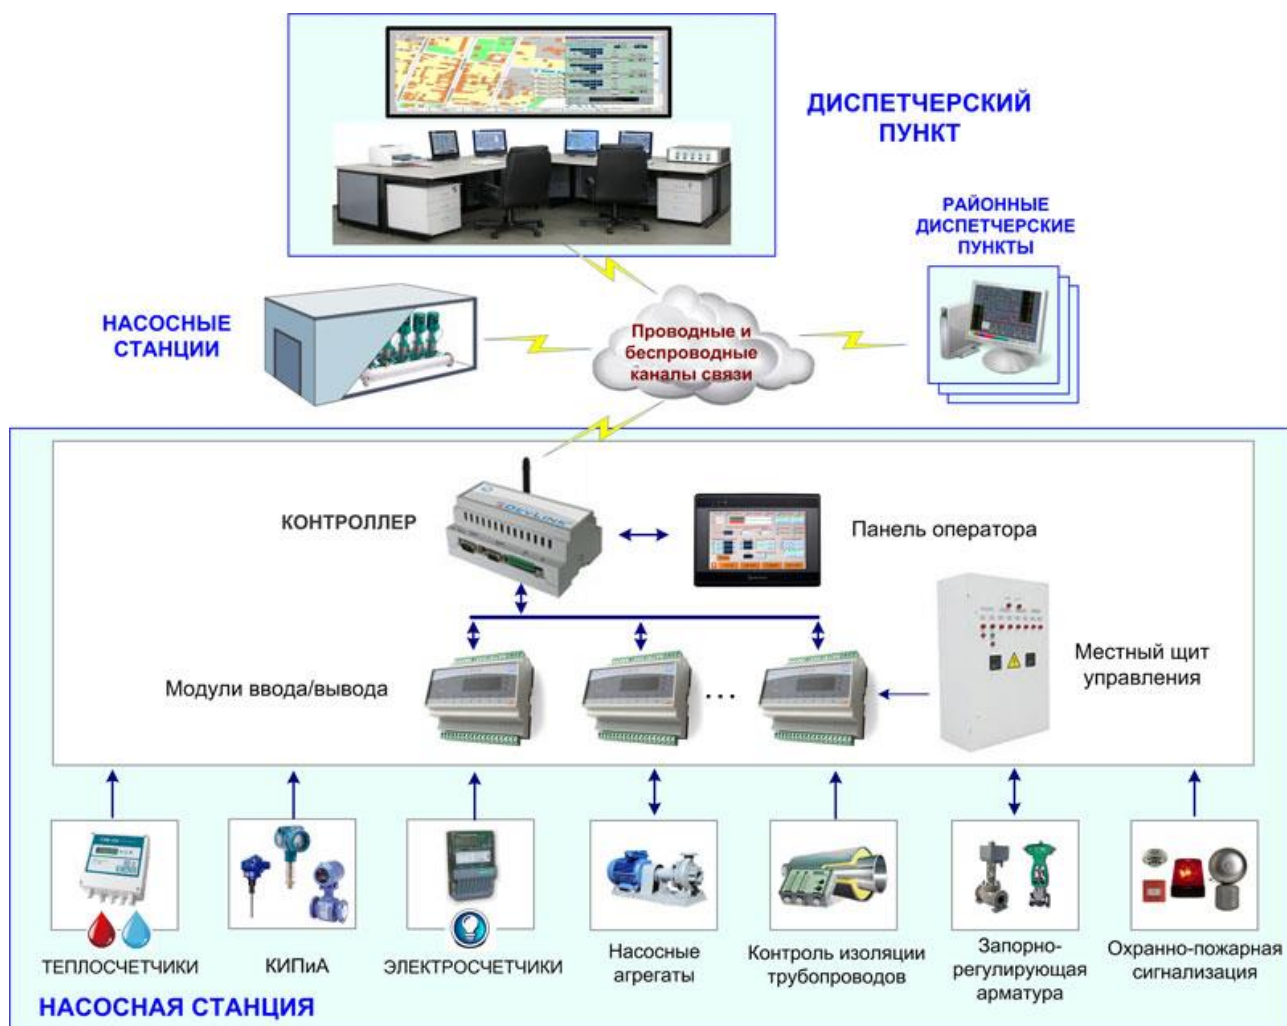 ДИСПЕТЧЕРСКИЙ
ПУНКТ
РАЙОННЫЕ
ДИСПЕТЧЕРСКИЕ
ПУНКТЫ
НАСОСНЫЕ
СТАНЦИИ
Проводные и
беспроводные
каналы связи
КОНТРОЛЛЕР
DEVLINK
Панель оператора
Модули ввода/вывода
...
Местный щит
управления
ТЕПЛОСЧЕТЧИКИ
КИПиА
ЭЛЕКТРОСЧЕТЧИКИ
Насосные
агрегаты
Контроль изоляции
трубопроводов
Запорно-
регулирующая
арматура
Охранно-пожарная
сигнализация
НАСОСНАЯ СТАНЦИЯ